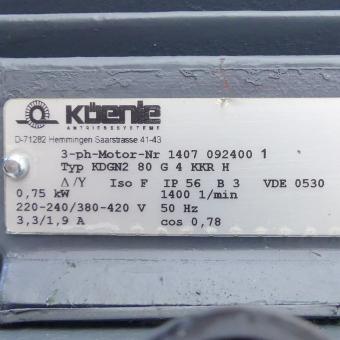 KÜENLE
ANTRIEBSSYSTEME
D-71282 Hemmingen Saarstrasse 41-43
3-ph-Motor-Nr 1407 092400 1
Typ KDGN2 80 G 4 KKR H
Δ/Y Iso F IP 56 B 3 VDE 0530
0,75 kW 1400 1/min
220-240/380-420 V 50 Hz
3,3/1,9 A cos 0,78